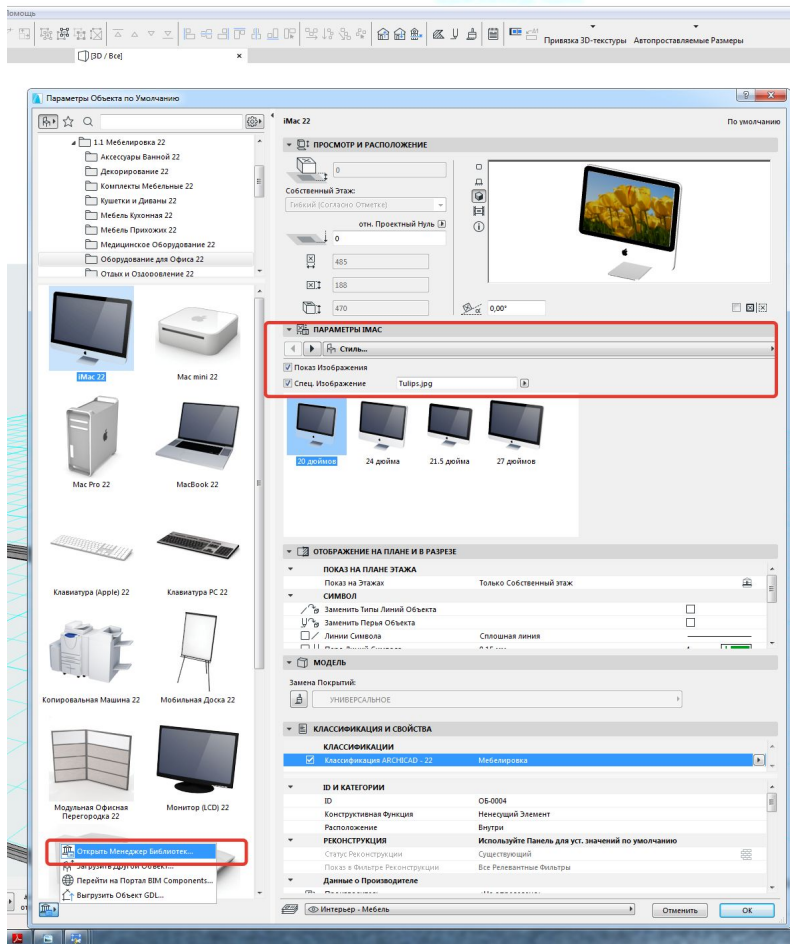 Помощь
Привязка 3D-текстуры Автопроставляемые Размеры
[3D / Все]
Параметры Объекта по Умолчанию
1.1 Мебелировка 22
Аксессуары Ванной 22
Декорирование 22
Комплекты Мебельные 22
Кушетки и Диваны 22
Мебель Кухонная 22
Мебель Прихожих 22
Медицинское Оборудование 22
Оборудование для Офиса 22
Отдых и Оздоровление 22
iMac 22
Mac mini 22
Mac Pro 22
MacBook 22
Клавиатура (Apple) 22
Клавиатура PC 22
Копировальная Машина 22
Мобильная Доска 22
Модульная Офисная Перегородка 22
Монитор (LCD) 22
Открыть Менеджер Библиотек...
Загрузить Другой Объект...
Перейти на Портал BIM Components...
Выгрузить Объект GDL...
iMac 22
По умолчанию
ПРОСМОТР И РАСПОЛОЖЕНИЕ
0
Собственный Этаж:
Гибкий (Согласно Отметке)
отн. Проектный Нуль
0
485
188
470
α
0,00°
ПАРАМЕТРЫ IMAC
Стиль...
Показ Изображения
Спец. Изображение Tulips.jpg
20 дюймов
24 дюйма
21.5 дюйма
27 дюймов
ОТОБРАЖЕНИЕ НА ПЛАНЕ И В РАЗРЕЗЕ
ПОКАЗ НА ПЛАНЕ ЭТАЖА
Показ на Этажах Только Собственный этаж
СИМВОЛ
Заменить Типы Линий Объекта
Заменить Перья Объекта
Линии Символа Сплошная линия
МОДЕЛЬ
Замена Покрытий:
УНИВЕРСАЛЬНОЕ
КЛАССИФИКАЦИЯ И СВОЙСТВА
КЛАССИФИКАЦИИ
Классификация ARCHICAD - 22 Мебелировка
ID И КАТЕГОРИИ
ID ОБ-0004
Конструктивная Функция Ненесущий Элемент
Расположение Внутри
РЕКОНСТРУКЦИЯ Используйте Панель для уст. значений по умолчанию
Статус Реконструкции Существующий
Показ в Фильтре Реконструкции Все Релевантные Фильтры
Данные о Производителе
Интерьер - Мебель
Отменить
OK